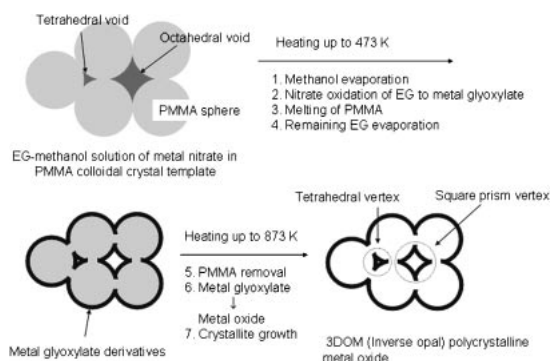 Tetrahedral void
Octahedral void
PMMA sphere
EG-methanol solution of metal nitrate in
PMMA colloidal crystal template
Heating up to 473 K
1. Methanol evaporation
2. Nitrate oxidation of EG to metal glyoxylate
3. Melting of PMMA
4. Remaining EG evaporation
Metal glyoxylate derivatives
Heating up to 873 K
5. PMMA removal
6. Metal glyoxylate
↓
Metal oxide
7. Crystallite growth
Tetrahedral vertex
Square prism vertex
3DOM (Inverse opal) polycrystalline
metal oxide